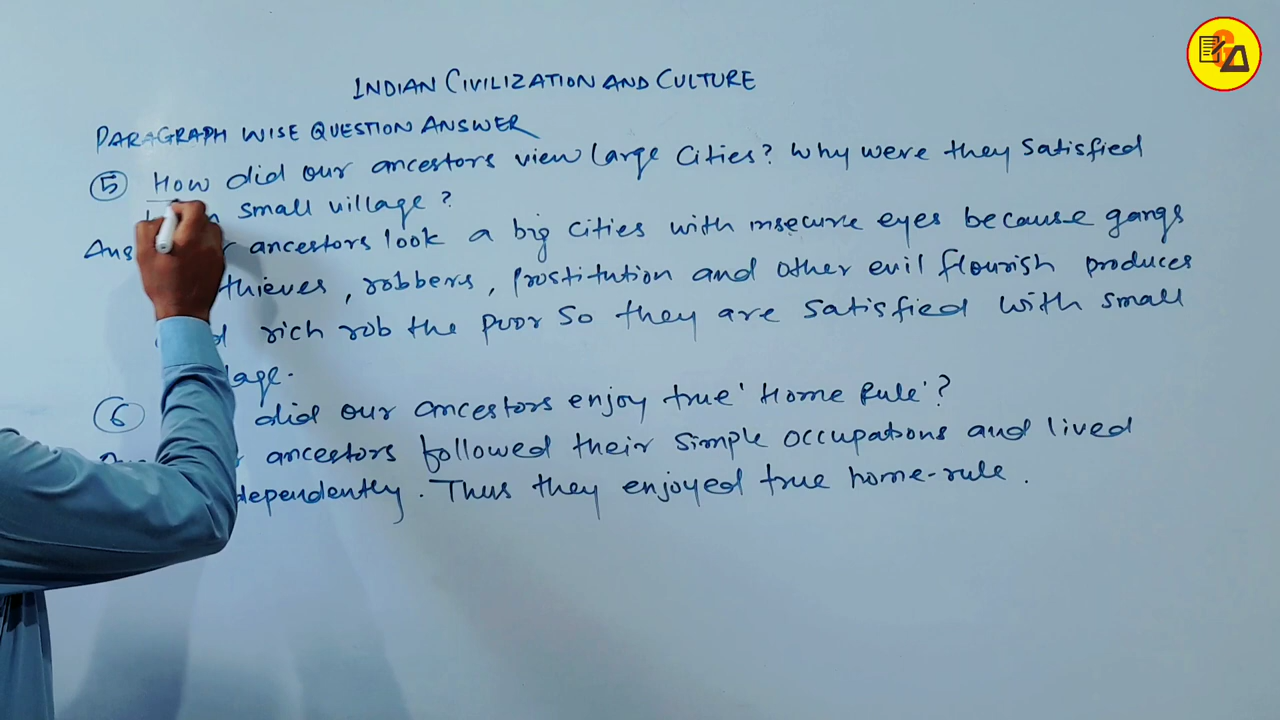 INDIAN CIVILIZATION AND CULTURE
PARAGRAPH WISE QUESTION ANSWER
5 How did our ancestors view large cities? Why were they satisfied
small village?
Ans ancestors look a big cities with insecure eyes because gangs
thieves, robbers, prostitution and other evil flourish produces
rich rob the poor so they are satisfied with small
6 did our ancestors enjoy true 'Home Rule'?
ancestors followed their simple occupations and lived
Thus they enjoyed true home-rule.